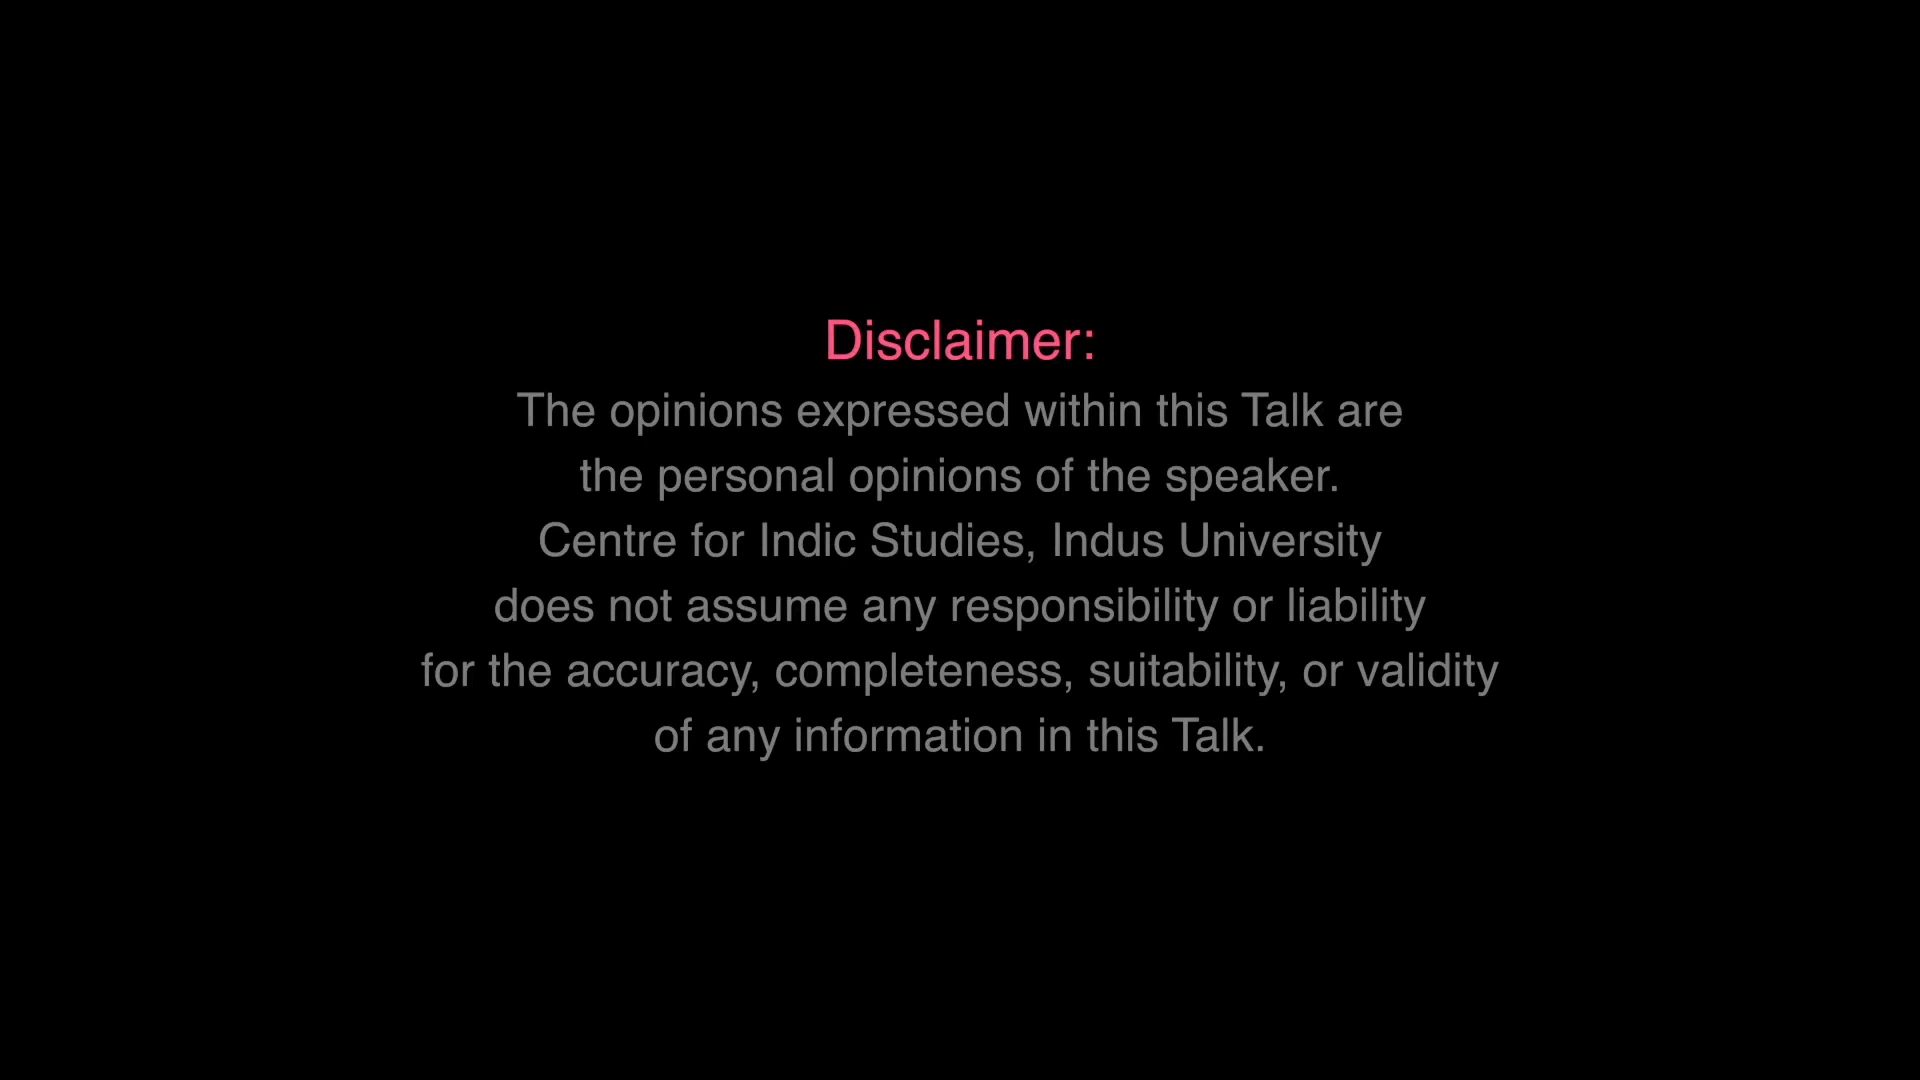 Disclaimer:
The opinions expressed within this Talk are
the personal opinions of the speaker.
Centre for Indic Studies, Indus University
does not assume any responsibility or liability
for the accuracy, completeness, suitability, or validity
of any information in this Talk.